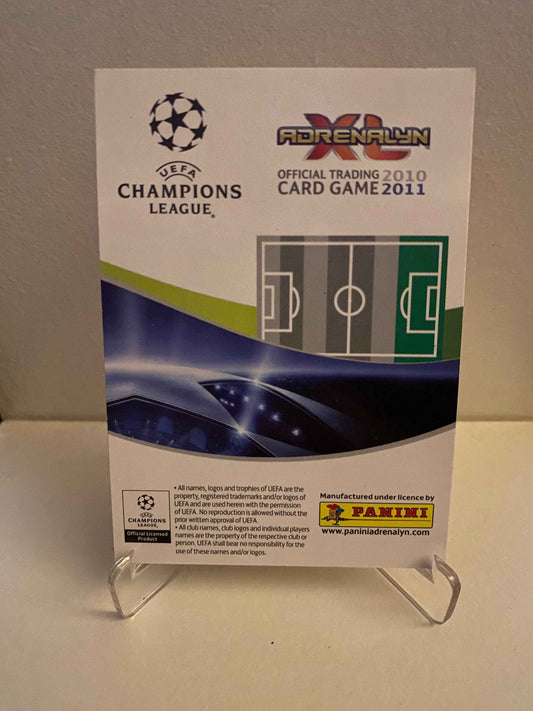 UEFA
CHAMPIONS
LEAGUE®
ADRENALYN
XL
OFFICIAL TRADING 2010
CARD GAME 2011
• All names, logos and trophies of UEFA are the
property, registered trademarks and/or logos of
UEFA and are used herein with the permission
of UEFA. No reproduction is allowed without the
prior written approval of UEFA.
• All club names, club logos and individual players
names are the property of the respective club or
person. UEFA shall bear no responsibility for the
use of these names and/or logos.
UEFA
CHAMPIONS
LEAGUE
Official Licensed
Product
Manufactured under licence by
PANINI
www.paniniadrenalyn.com